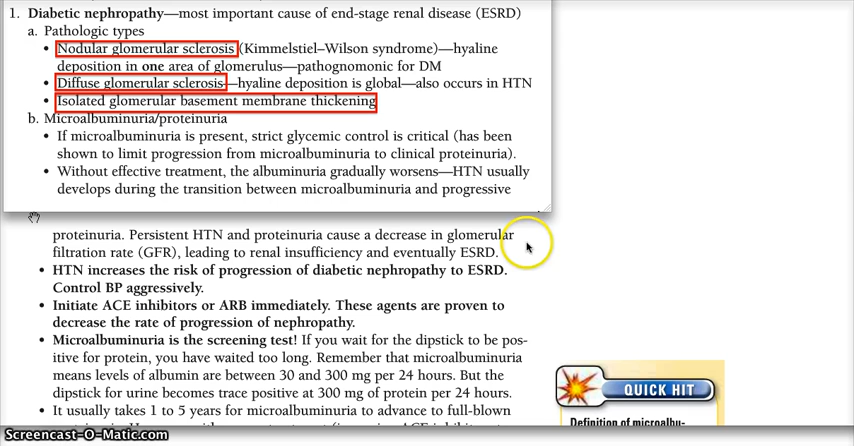 1. Diabetic nephropathy—most important cause of end-stage renal disease (ESRD)
a. Pathologic types
• Nodular glomerular sclerosis (Kimmelstiel–Wilson syndrome)—hyaline
deposition in one area of glomerulus—pathognomonic for DM
• Diffuse glomerular sclerosis—hyaline deposition is global—also occurs in HTN
• Isolated glomerular basement membrane thickening
b. Microalbuminuria/proteinuria
• If microalbuminuria is present, strict glycemic control is critical (has been
shown to limit progression from microalbuminuria to clinical proteinuria).
• Without effective treatment, the albuminuria gradually worsens—HTN usually
develops during the transition between microalbuminuria and progressive
proteinuria. Persistent HTN and proteinuria cause a decrease in glomerular
filtration rate (GFR), leading to renal insufficiency and eventually ESRD.
• HTN increases the risk of progression of diabetic nephropathy to ESRD.
Control BP aggressively.
• Initiate ACE inhibitors or ARB immediately. These agents are proven to
decrease the rate of progression of nephropathy.
• Microalbuminuria is the screening test! If you wait for the dipstick to be pos-
itive for protein, you have waited too long. Remember that microalbuminuria
means levels of albumin are between 30 and 300 mg per 24 hours. But the
dipstick for urine becomes trace positive at 300 mg of protein per 24 hours.
• It usually takes 1 to 5 years for microalbuminuria to advance to full-blown
QUICK HIT
Definition of microalbu-
Screencast-O-Matic.com